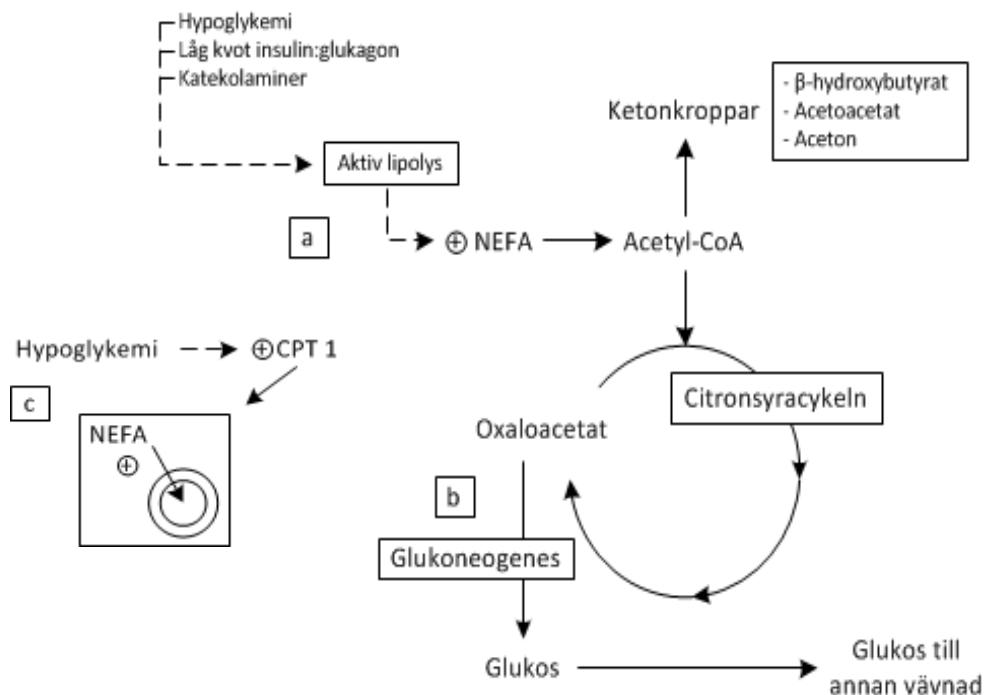 Hypoglykemi
Låg kvot insulin:glukagon
Katekolaminer
Aktiv lipolys
Ketonkroppar
- β-hydroxybutyrat
- Acetoacetat
- Aceton
a
⊕ NEFA
Acetyl-CoA
Hypoglykemi
⊕CPT 1
c
NEFA
⊕
Citronsyracykeln
Oxaloacetat
b
Glukoneogenes
Glukos
Glukos till
annan vävnad